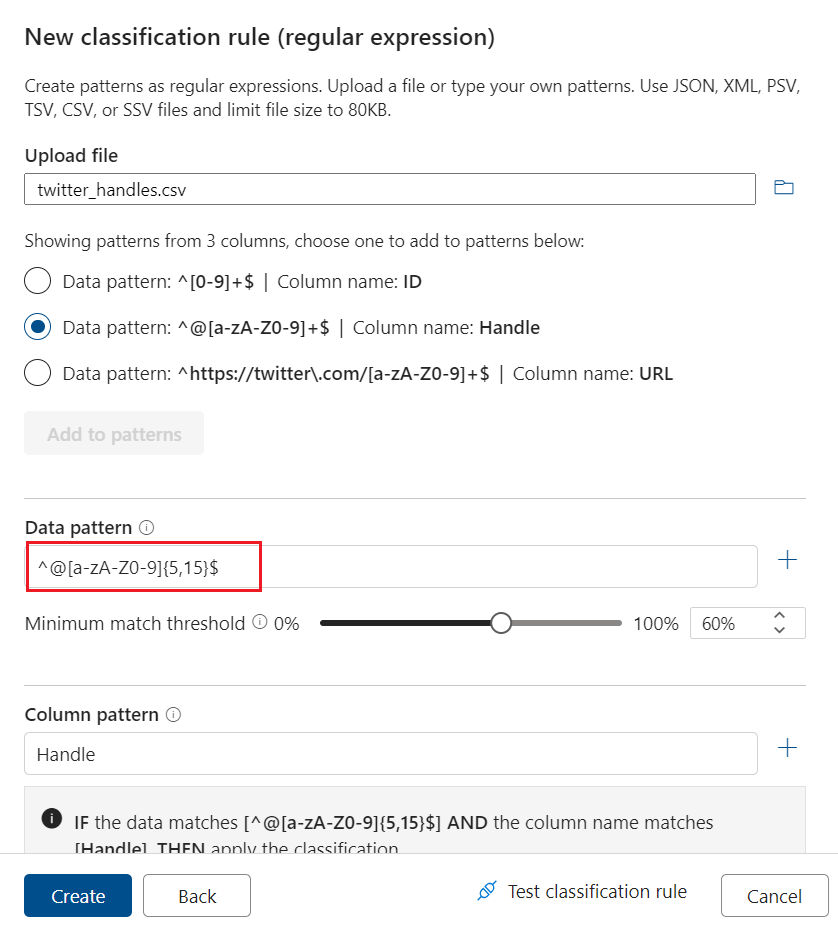 New classification rule (regular expression)
Create patterns as regular expressions. Upload a file or type your own patterns. Use JSON, XML, PSV,
TSV, CSV, or SSV files and limit file size to 80KB.
Upload file
twitter_handles.csv
Showing patterns from 3 columns, choose one to add to patterns below:
Data pattern: ^[0-9]+$ | Column name: ID
Data pattern: ^@[a-zA-Z0-9]+$ | Column name: Handle
Data pattern: ^https://twitter\.com/[a-zA-Z0-9]+$ | Column name: URL
Add to patterns
Data pattern
^@[a-zA-Z0-9]{5,15}$
Minimum match threshold 0% 100% 60%
Column pattern
Handle
IF the data matches [^@[a-zA-Z0-9]{5,15}$] AND the column name matches
[Handle], THEN apply the classification.
Create Back Test classification rule Cancel